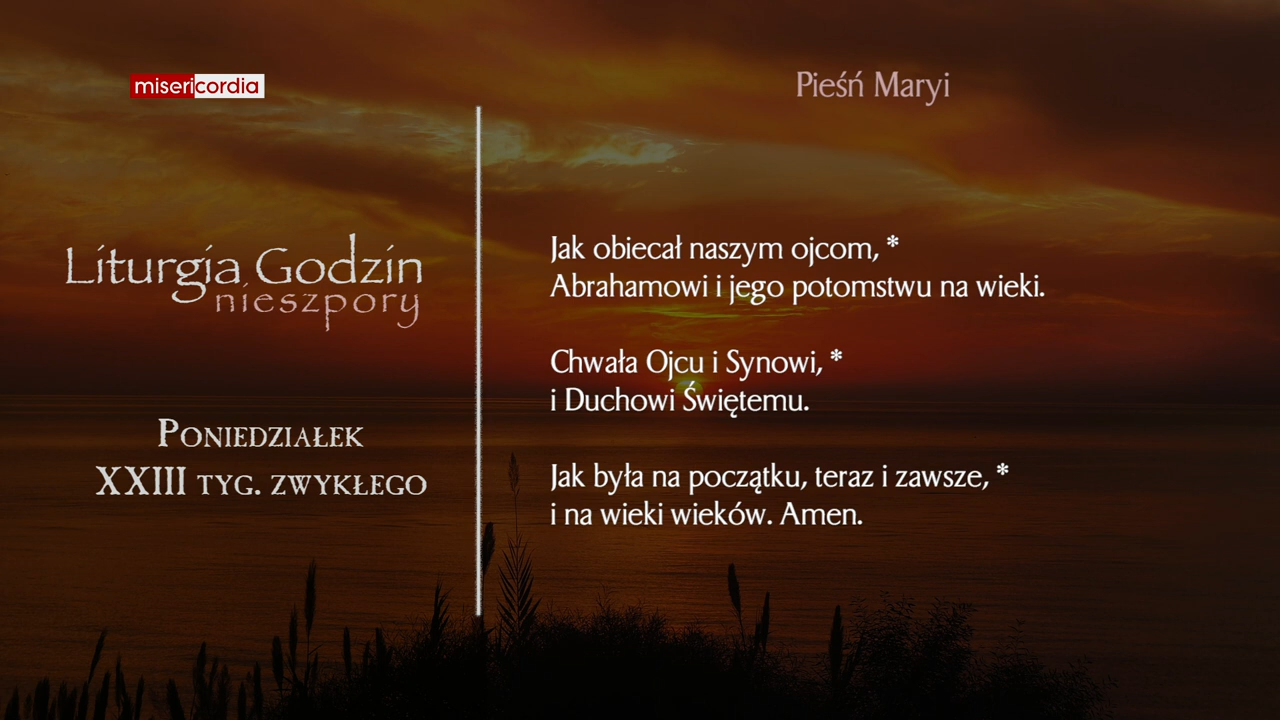 misericordia
Pieśń Maryi
Liturgia Godzin
nieszpory
Poniedziałek
XXIII tyg. zwykłego
Jak obiecał naszym ojcom, *
Abrahamowi i jego potomstwu na wieki.
Chwała Ojcu i Synowi, *
i Duchowi Świętemu.
Jak była na początku, teraz i zawsze, *
i na wieki wieków. Amen.